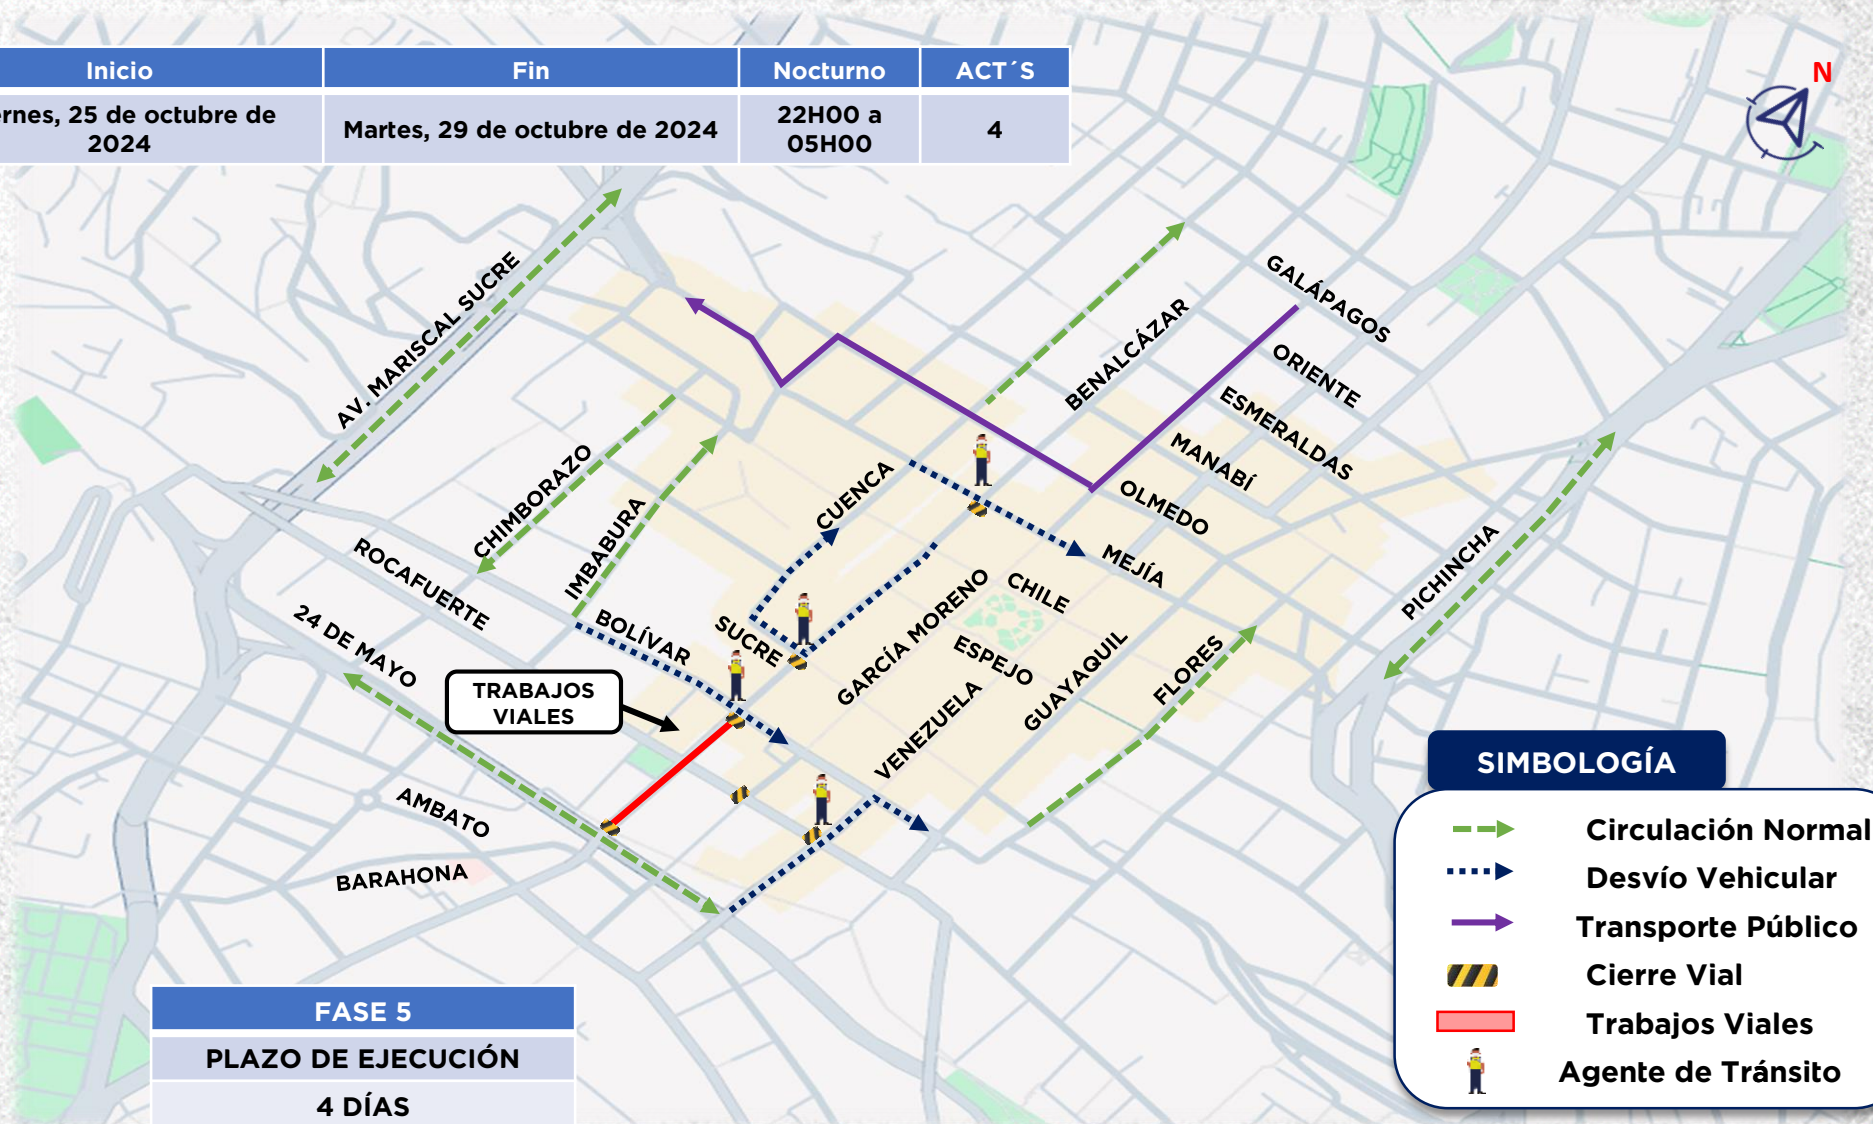 Inicio
Fin
Nocturno
ACT´S
25 de octubre de
2024
Martes, 29 de octubre de 2024
22H00 a
05H00
4
N
AV. MARISCAL SUCRE
GALÁPAGOS
BENALCÁZAR
ORIENTE
ESMERALDAS
MANABÍ
OLMEDO
CHIMBORAZO
CUENCA
IMBABURA
ROCAFUERTE
MEJÍA
PICHINCHA
24 DE MAYO
BOLÍVAR
SUCRE
GARCÍA MORENO
CHILE
ESPEJO
GUAYAQUIL
FLORES
VENEZUELA
TRABAJOS
VIALES
AMBATO
BARAHONA
SIMBOLOGÍA
Circulación Normal
Desvío Vehicular
Transporte Público
Cierre Vial
Trabajos Viales
Agente de Tránsito
FASE 5
PLAZO DE EJECUCIÓN
4 DÍAS